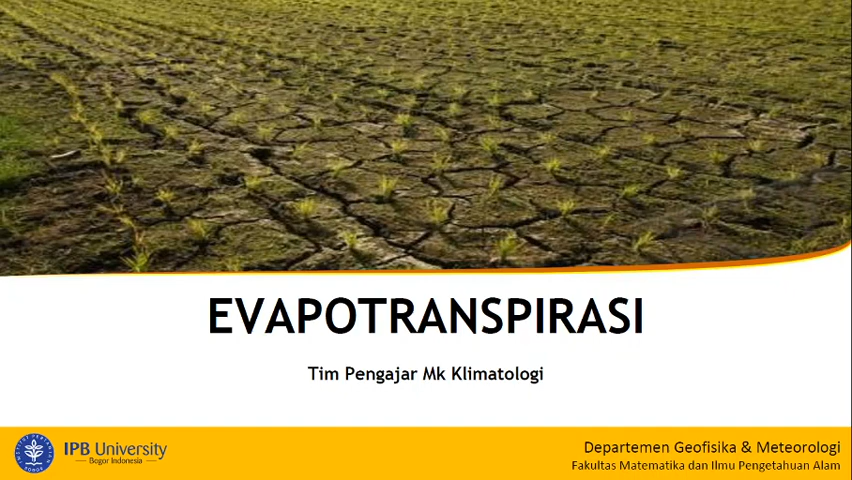 EVAPOTRANSPIRASI
Tim Pengajar Mk Klimatologi
IPB University
Bogor Indonesia
Departemen Geofisika & Meteorologi
Fakultas Matematika dan Ilmu Pengetahuan Alam